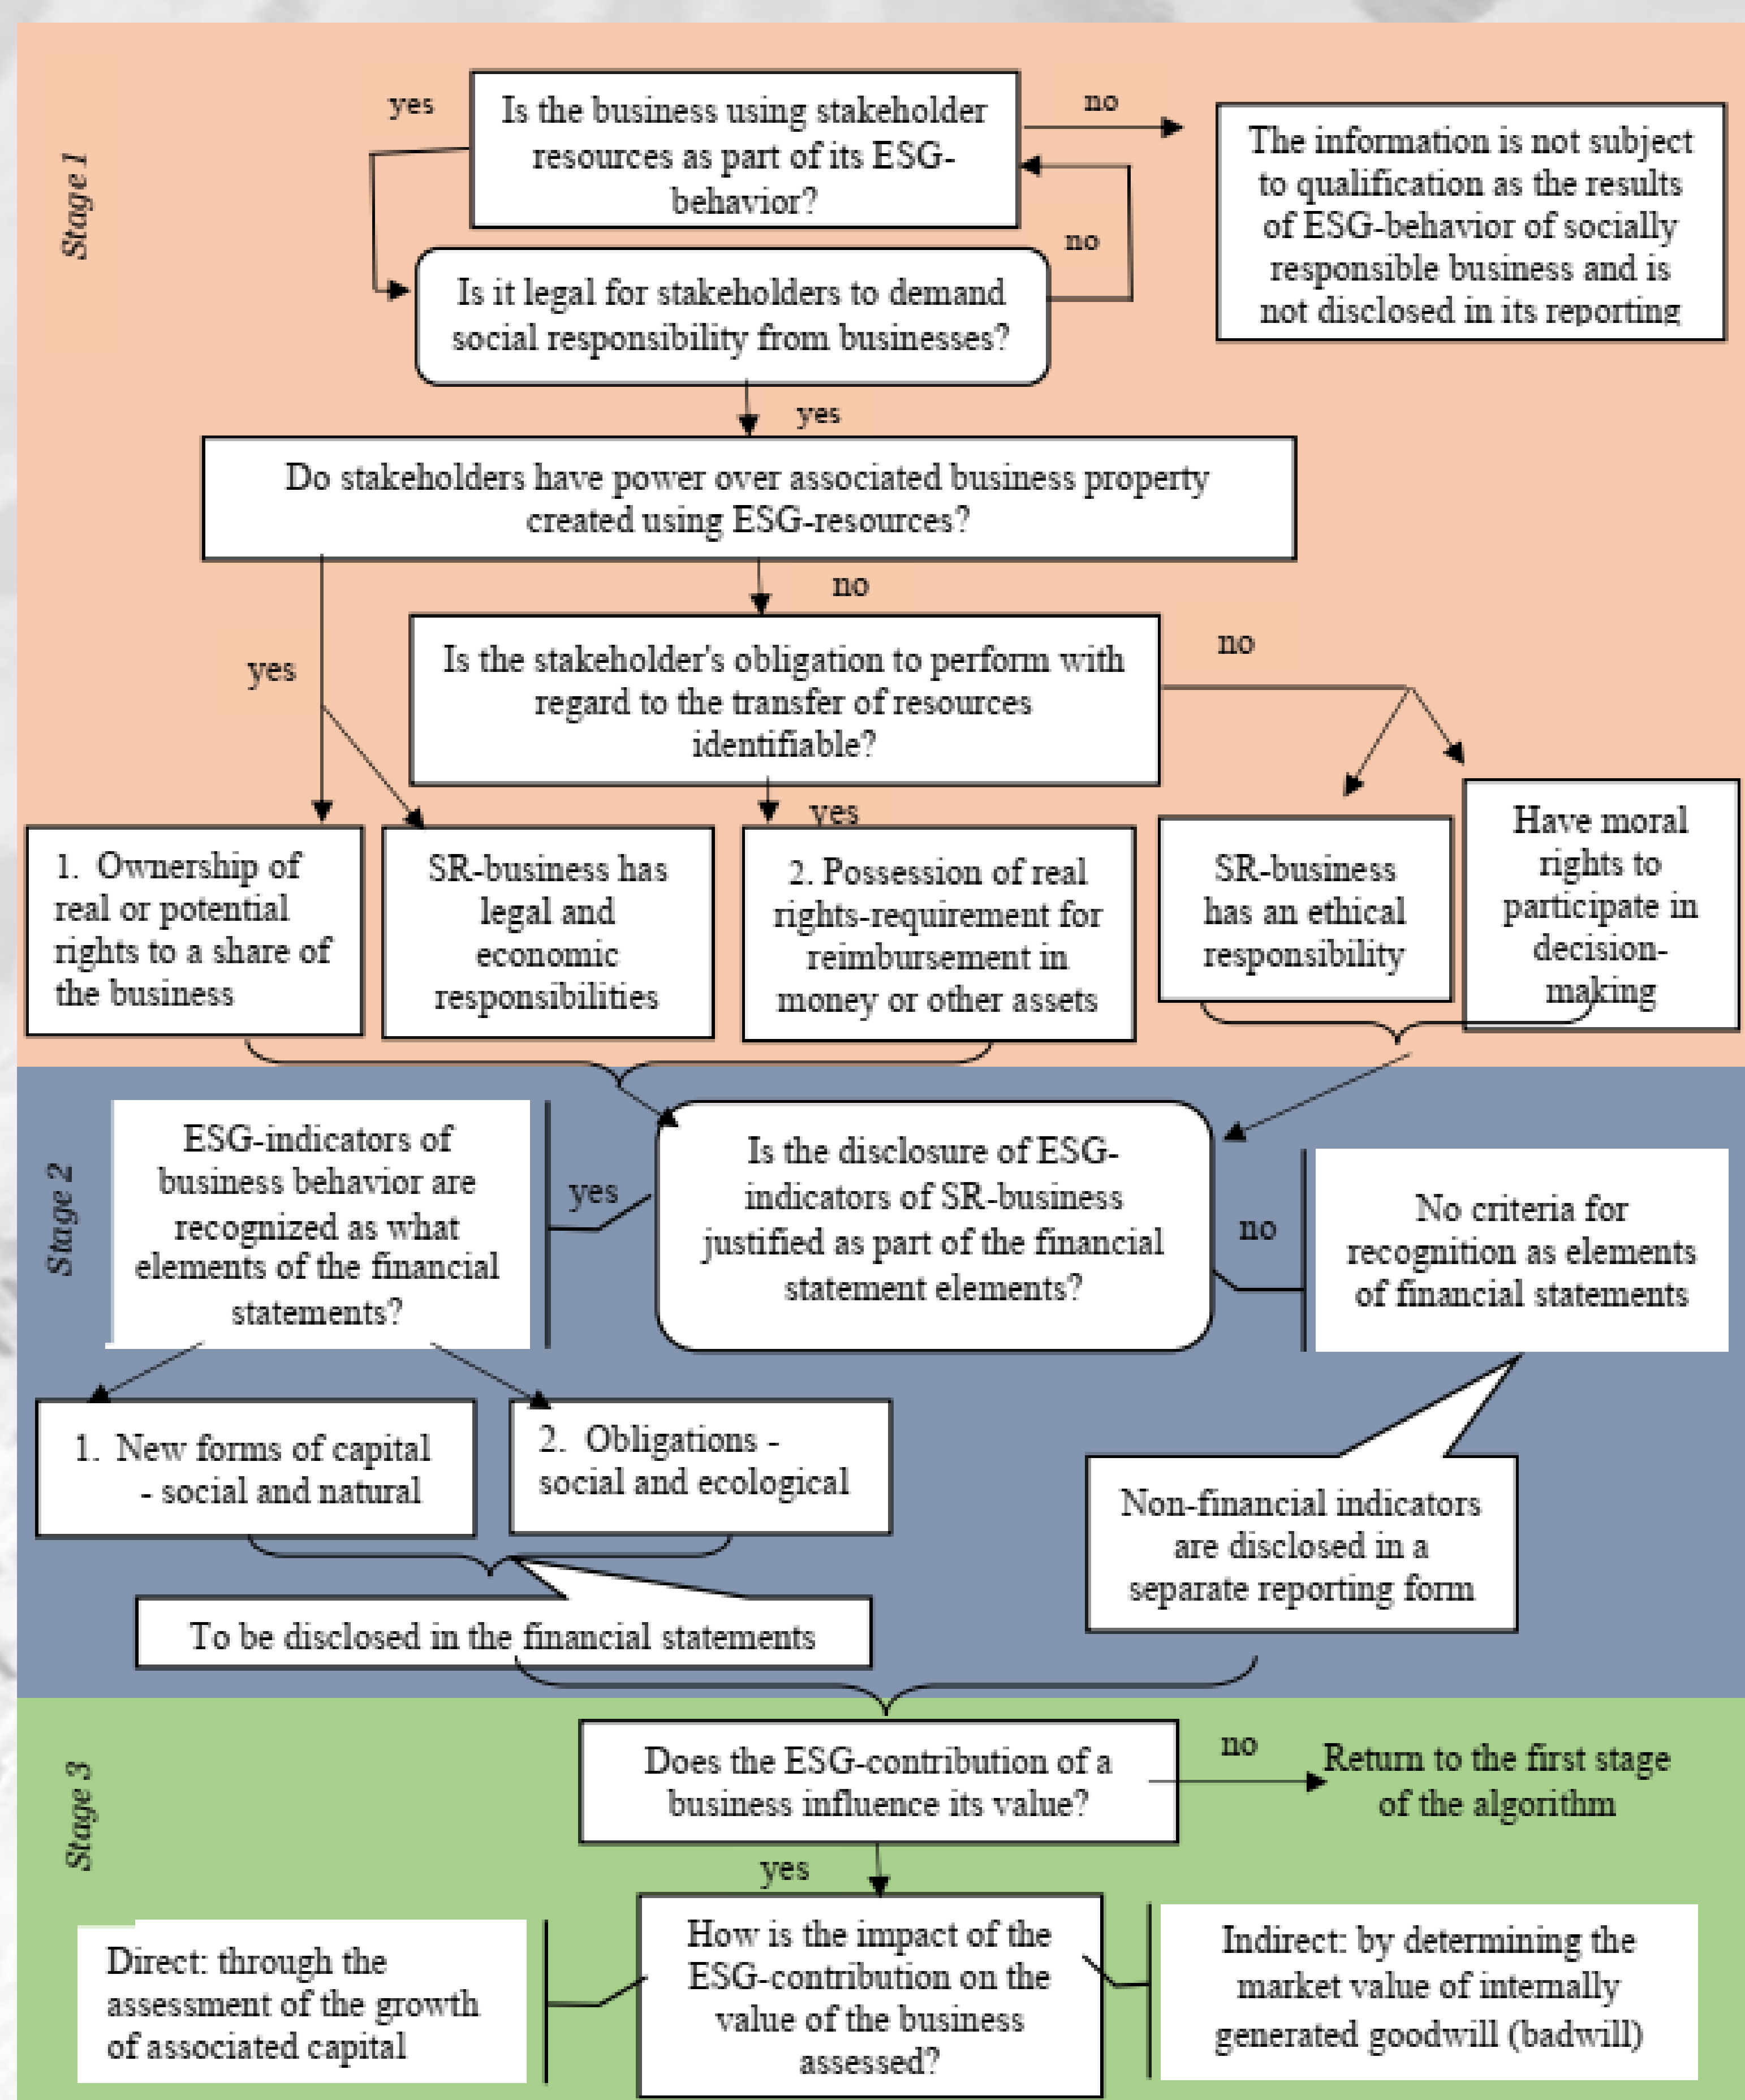 Stage 1
yes
Is the business using stakeholder
resources as part of its ESG-
behavior?
no
The information is not subject
to qualification as the results
of ESG-behavior of socially
responsible business and is
not disclosed in its reporting
no
Is it legal for stakeholders to demand
social responsibility from businesses?
yes
Do stakeholders have power over associated business property
created using ESG-resources?
no
yes
Is the stakeholder's obligation to perform with
regard to the transfer of resources
identifiable?
no
yes
1. Ownership of
real or potential
rights to a share of
the business
SR-business has
legal and
economic
responsibilities
2. Possession of real
rights-requirement for
reimbursement in
money or other assets
SR-business
has an ethical
responsibility
Have moral
rights to
participate in
decision-
making
Stage 2
ESG-indicators of
business behavior are
recognized as what
elements of the financial
statements?
yes
Is the disclosure of ESG-
indicators of SR-business
justified as part of the financial
statement elements?
no
No criteria for
recognition as elements
of financial statements
1. New forms of capital
- social and natural
2. Obligations -
social and ecological
Non-financial indicators
are disclosed in a
separate reporting form
To be disclosed in the financial statements
Stage 3
Does the ESG-contribution of a
business influence its value?
no
Return to the first stage
of the algorithm
yes
Direct: through the
assessment of the growth
of associated capital
How is the impact of the
ESG-contribution on the
value of the business
assessed?
Indirect: by determining the
market value of internally
generated goodwill (badwill)